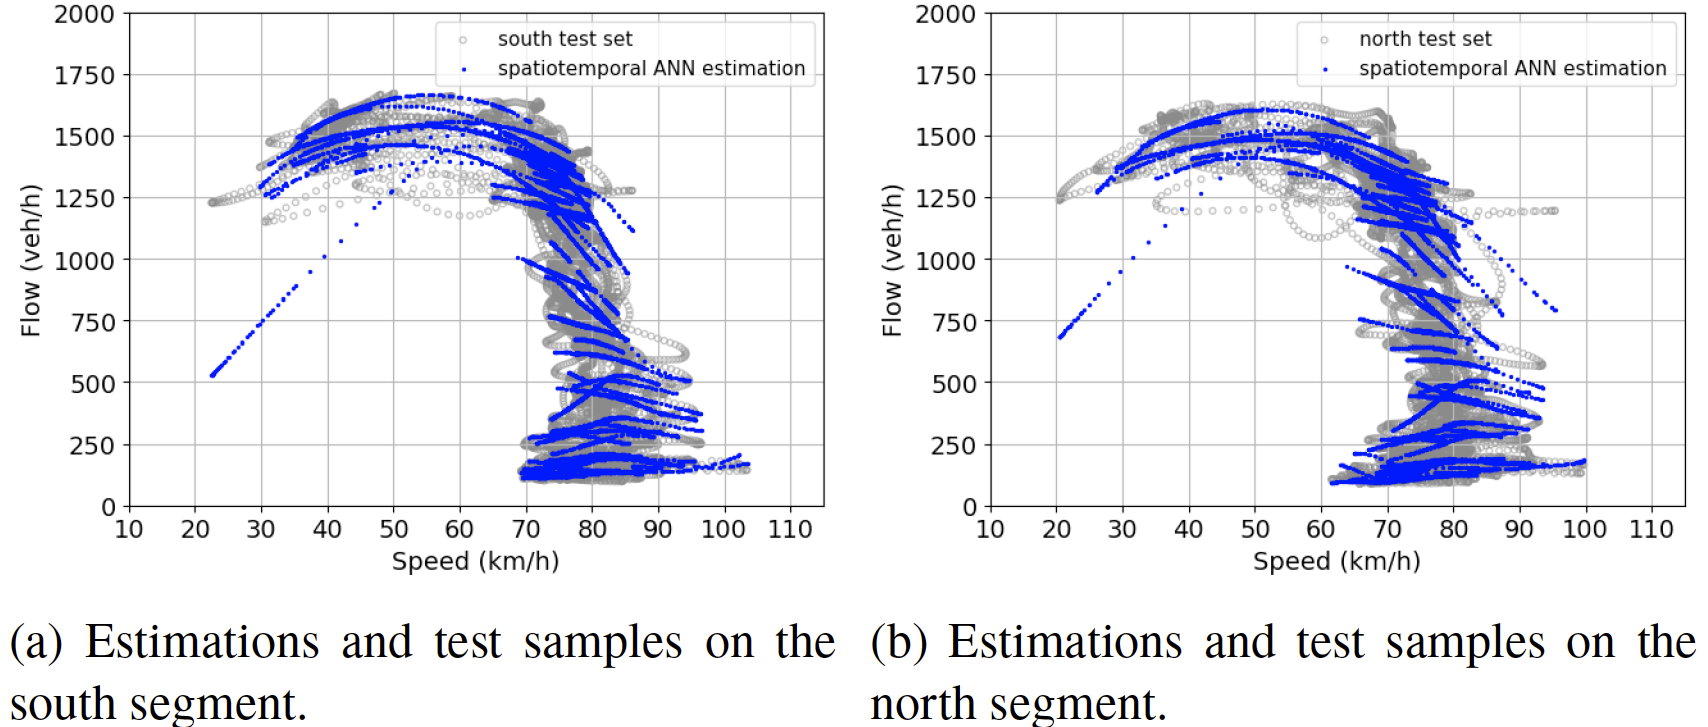 2000
1750
1500
1250
1000
750
500
250
0
Flow (veh/h)
10 20 30 40 50 60 70 80 90 100 110
Speed (km/h)
south test set
spatiotemporal ANN estimation
2000
1750
1500
1250
1000
750
500
250
0
Flow (veh/h)
10 20 30 40 50 60 70 80 90 100 110
Speed (km/h)
north test set
spatiotemporal ANN estimation
(a) Estimations and test samples on the
south segment.
(b) Estimations and test samples on the
north segment.